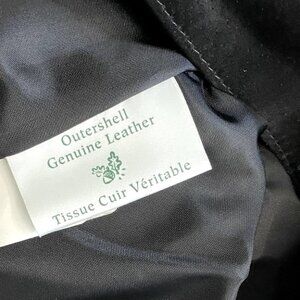 Outershell
Genuine Leather
Tissue Cuir Véritable